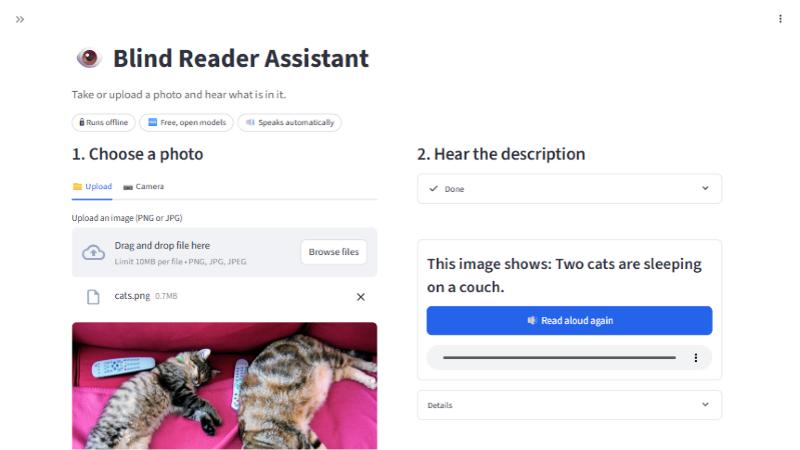 Blind Reader Assistant
Take or upload a photo and hear what is in it.
Runs offline
Free, open models
Speaks automatically
1. Choose a photo
Upload
Camera
Upload an image (PNG or JPG)
Drag and drop file here
Limit 10MB per file • PNG, JPG, JPEG
Browse files
cats.png 0.7MB
2. Hear the description
Done
This image shows: Two cats are sleeping
on a couch.
Read aloud again
Details